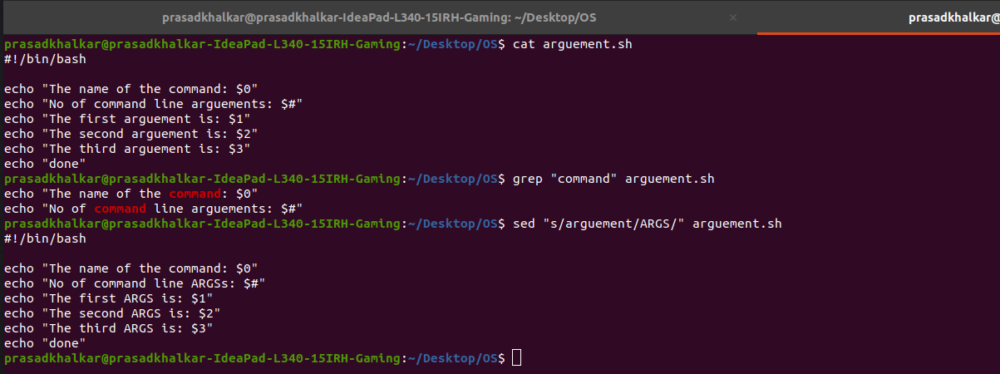 prasadkhalkar@prasadkhalkar-IdeaPad-L340-15IRH-Gaming: ~/Desktop/OS × prasadkhalkar@
prasadkhalkar@prasadkhalkar-IdeaPad-L340-15IRH-Gaming:~/Desktop/OS$ cat arguement.sh
#!/bin/bash

echo "The name of the command: $0"
echo "No of command line arguements: $#"
echo "The first arguement is: $1"
echo "The second arguement is: $2"
echo "The third arguement is: $3"
echo "done"
prasadkhalkar@prasadkhalkar-IdeaPad-L340-15IRH-Gaming:~/Desktop/OS$ grep "command" arguement.sh
echo "The name of the command: $0"
echo "No of command line arguements: $#"
prasadkhalkar@prasadkhalkar-IdeaPad-L340-15IRH-Gaming:~/Desktop/OS$ sed "s/arguement/ARGS/" arguement.sh
#!/bin/bash

echo "The name of the command: $0"
echo "No of command line ARGSs: $#"
echo "The first ARGS is: $1"
echo "The second ARGS is: $2"
echo "The third ARGS is: $3"
echo "done"
prasadkhalkar@prasadkhalkar-IdeaPad-L340-15IRH-Gaming:~/Desktop/OS$